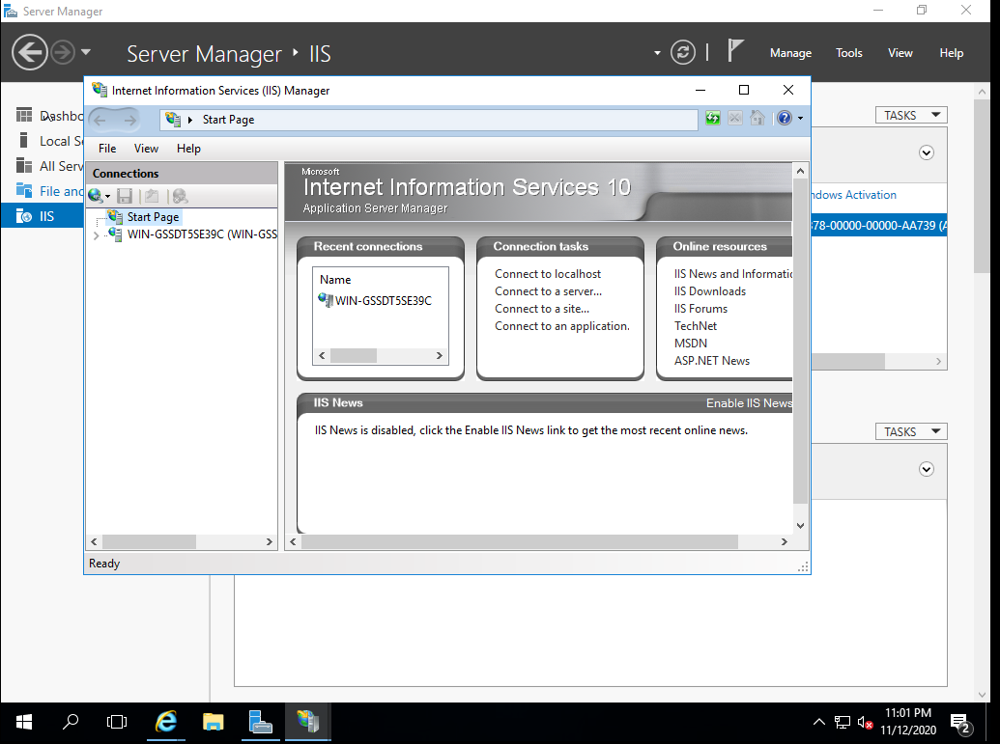 Server Manager
Server Manager ‣ IIS
Manage Tools View Help
Internet Information Services (IIS) Manager
Start Page
File View Help
Dashbo
Local Se
All Serv
File and
IIS
Connections
Start Page
WIN-GSSDT5SE39C (WIN-GSS
Microsoft
Internet Information Services 10
Application Server Manager
Recent connections
Name
WIN-GSSDT5SE39C
Connection tasks
Connect to localhost
Connect to a server...
Connect to a site...
Connect to an application.
Online resources
IIS News and Informatio
IIS Downloads
IIS Forums
TechNet
MSDN
ASP.NET News
IIS News
Enable IIS News
IIS News is disabled, click the Enable IIS News link to get the most recent online news.
Ready
TASKS
ndows Activation
378-00000-00000-AA739 (A
TASKS
11:01 PM
11/12/2020
2